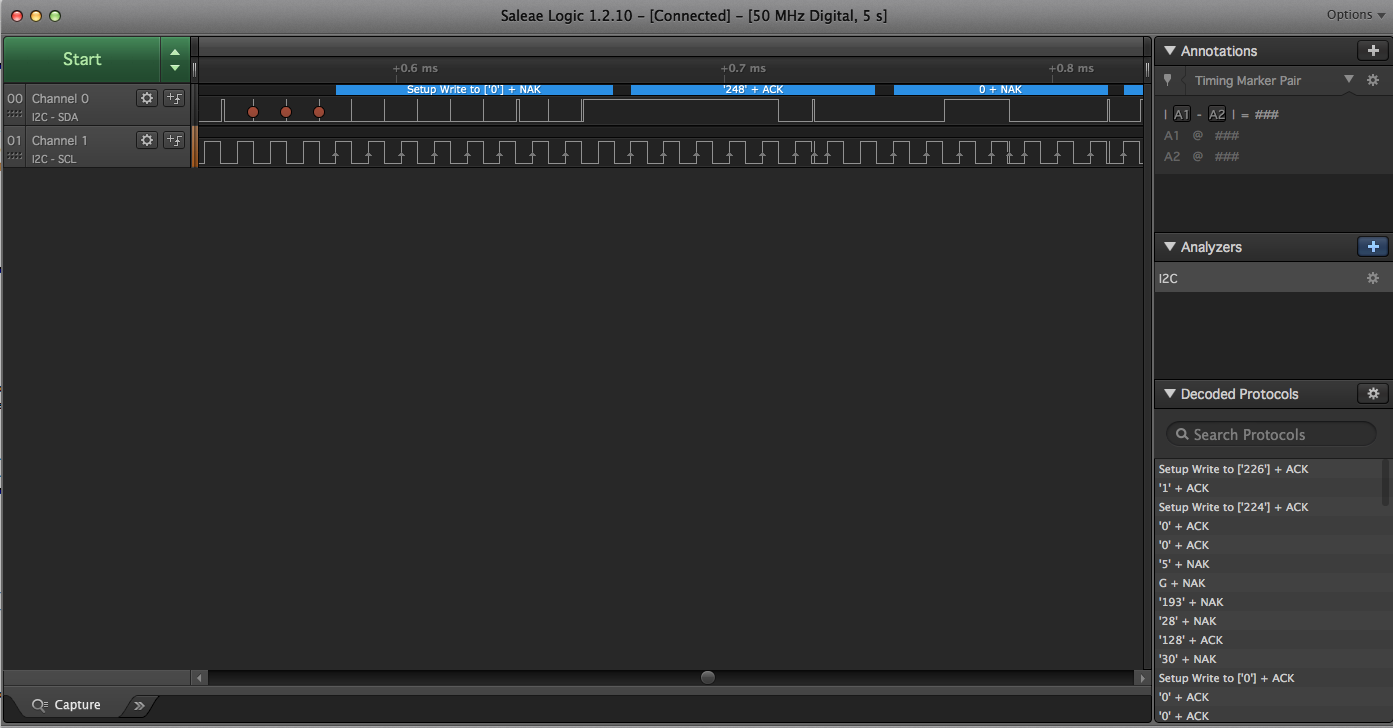 Saleae Logic 1.2.10 – [Connected] – [50 MHz Digital, 5 s]
Options
Start
+0.6 ms +0.7 ms +0.8 ms
00 Channel 0
I2C - SDA
01 Channel 1
I2C - SCL
Setup Write to ['0'] + NAK '248' + ACK 0 + NAK
Annotations
Timing Marker Pair
| A1 - A2 | = ###
A1 @ ###
A2 @ ###
Analyzers
I2C
Decoded Protocols
Search Protocols
Setup Write to ['226'] + ACK
'1' + ACK
Setup Write to ['224'] + ACK
'0' + ACK
'0' + ACK
'5' + NAK
G + NAK
'193' + NAK
'28' + NAK
'128' + ACK
'30' + NAK
Setup Write to ['0'] + ACK
'0' + ACK
'0' + ACK
Capture